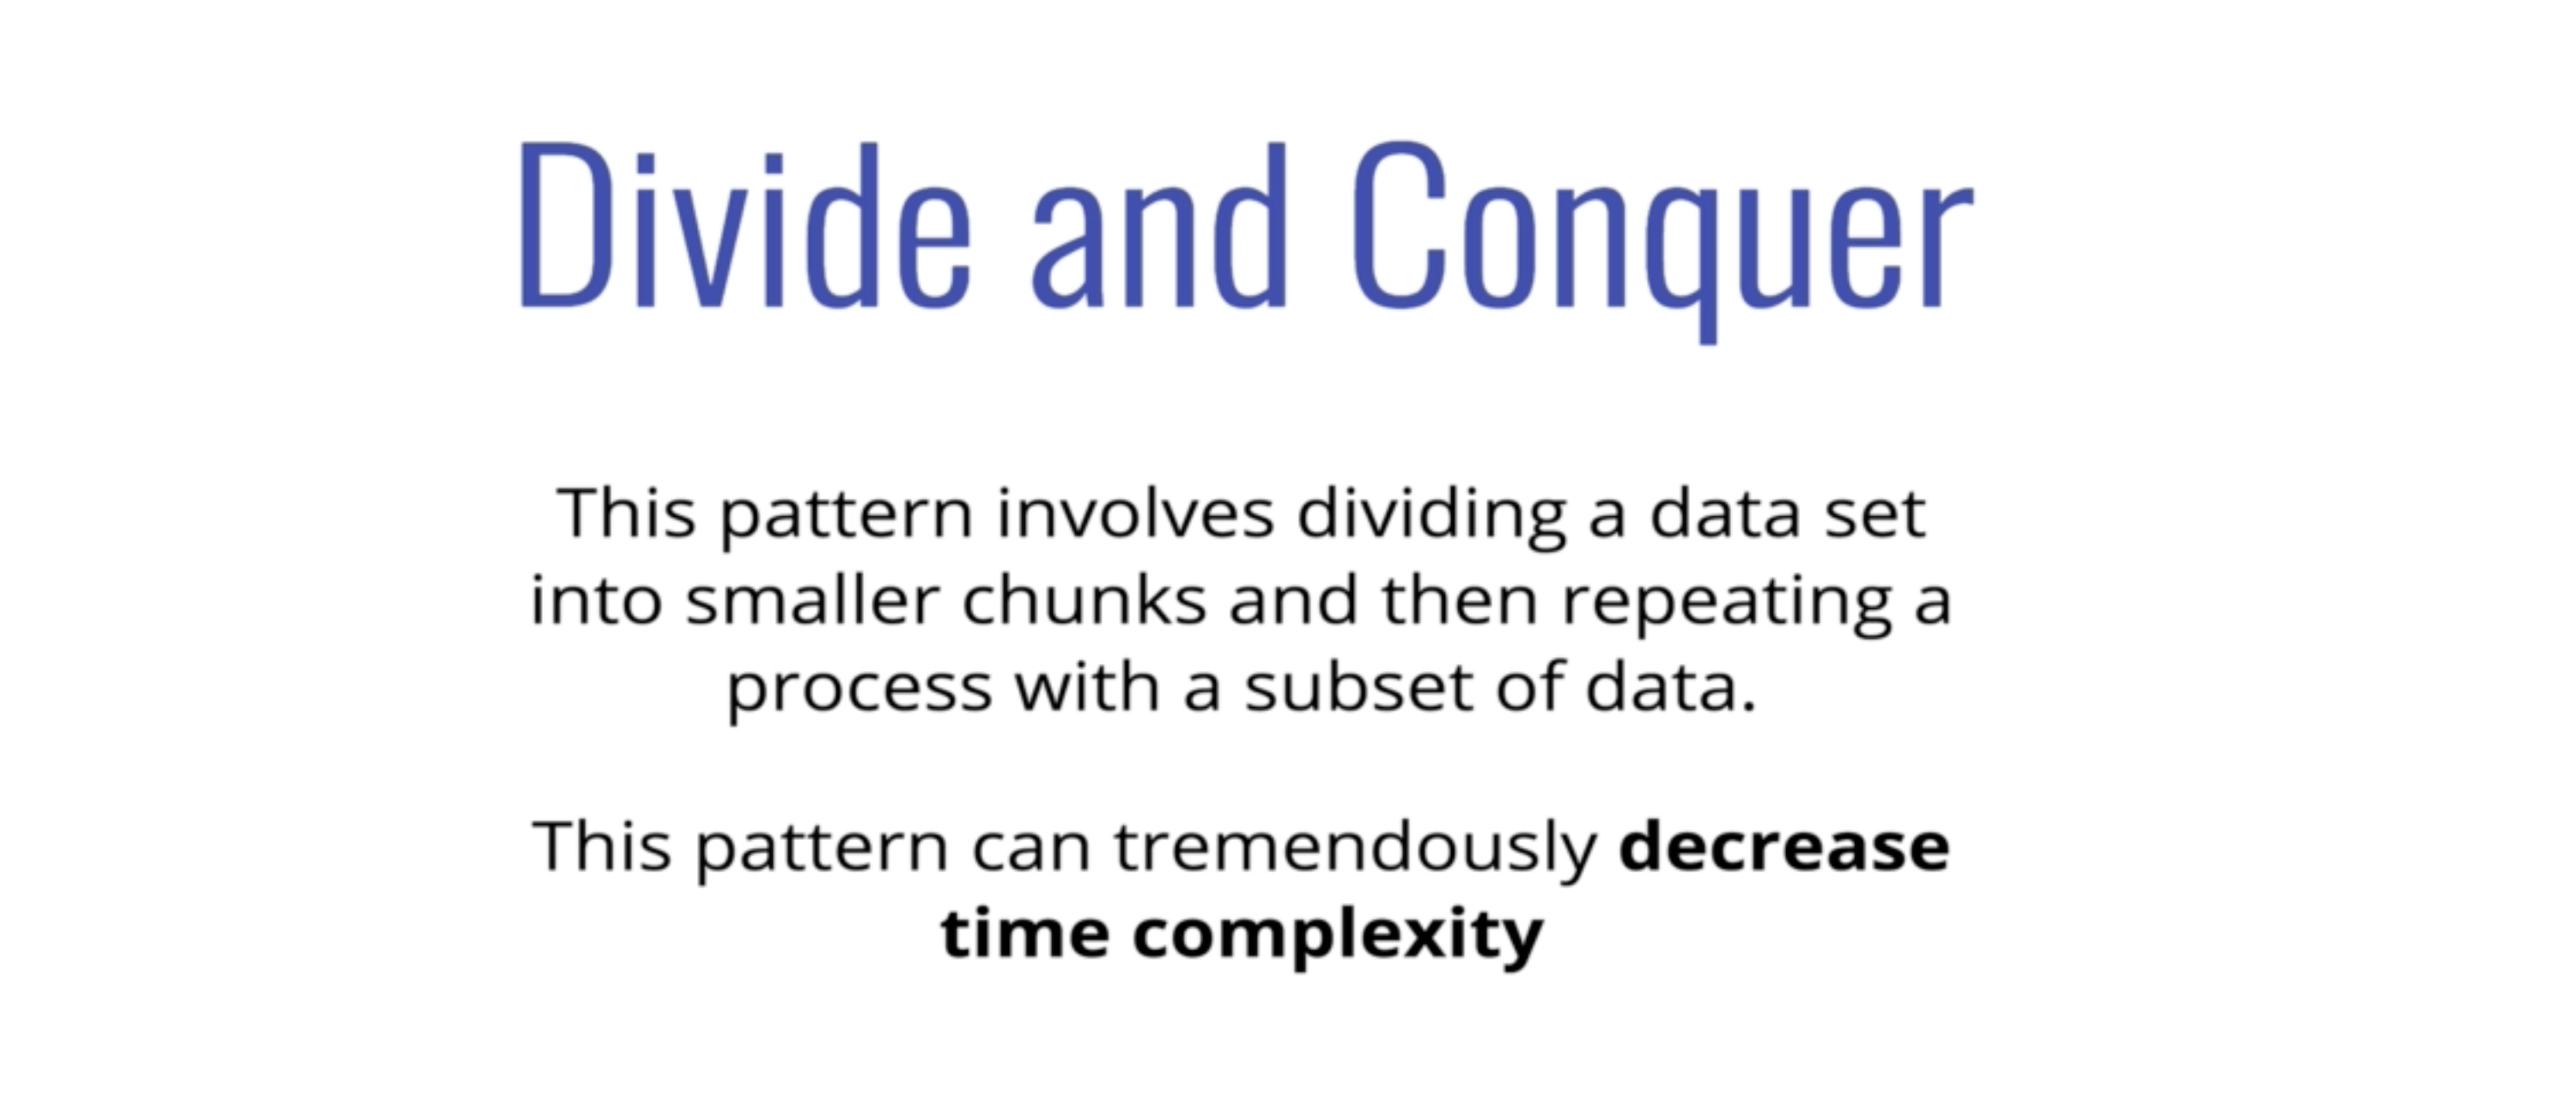 Divide and Conquer
This pattern involves dividing a data set
into smaller chunks and then repeating a
process with a subset of data.
This pattern can tremendously decrease
time complexity